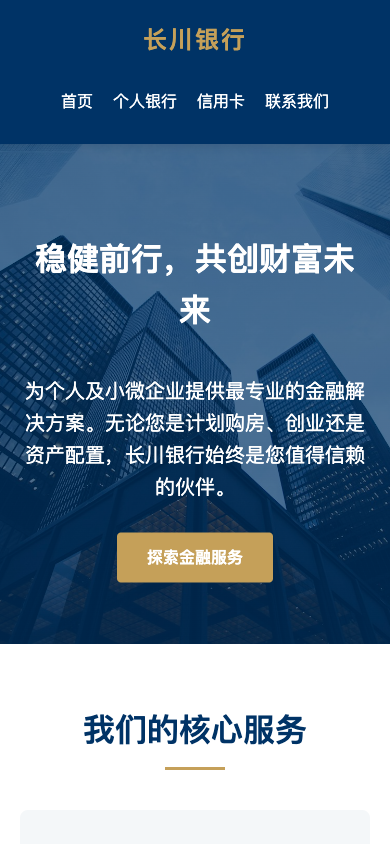 长川银行
首页 个人银行 信用卡 联系我们
稳健前行，共创财富未
来
为个人及小微企业提供最专业的金融解
决方案。无论您是计划购房、创业还是
资产配置，长川银行始终是您值得信赖
的伙伴。
探索金融服务
我们的核心服务